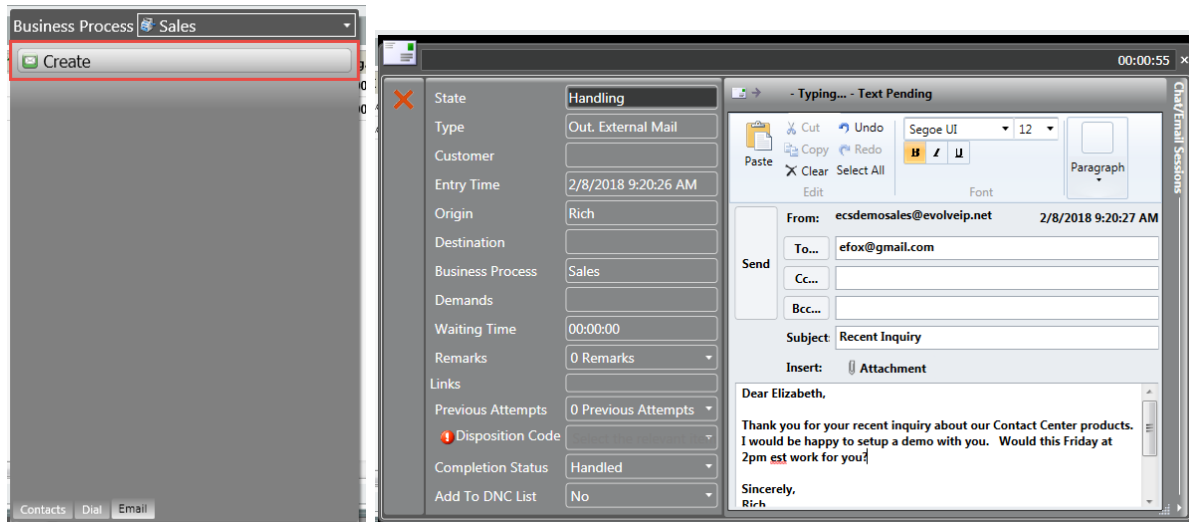 Business Process Sales
Create
Contacts Dial Email
00:00:55
State Handling
Type Out. External Mail
Customer
Entry Time 2/8/2018 9:20:26 AM
Origin Rich
Destination
Business Process Sales
Demands
Waiting Time 00:00:00
Remarks 0 Remarks
Links
Previous Attempts 0 Previous Attempts
Disposition Code
Completion Status Handled
Add To DNC List No
- Typing... - Text Pending
Paste
Cut Undo
Copy Redo
Clear Select All
Edit
Segoe UI 12
B I U
Font
Paragraph
Send
From: ecsdemosales@evolveip.net 2/8/2018 9:20:27 AM
To... efox@gmail.com
Cc...
Bcc...
Subject: Recent Inquiry
Insert: Attachment
Dear Elizabeth,
Thank you for your recent inquiry about our Contact Center products.
I would be happy to setup a demo with you. Would this Friday at
2pm est work for you?
Sincerely,
Rich
Chat/Email Sessions